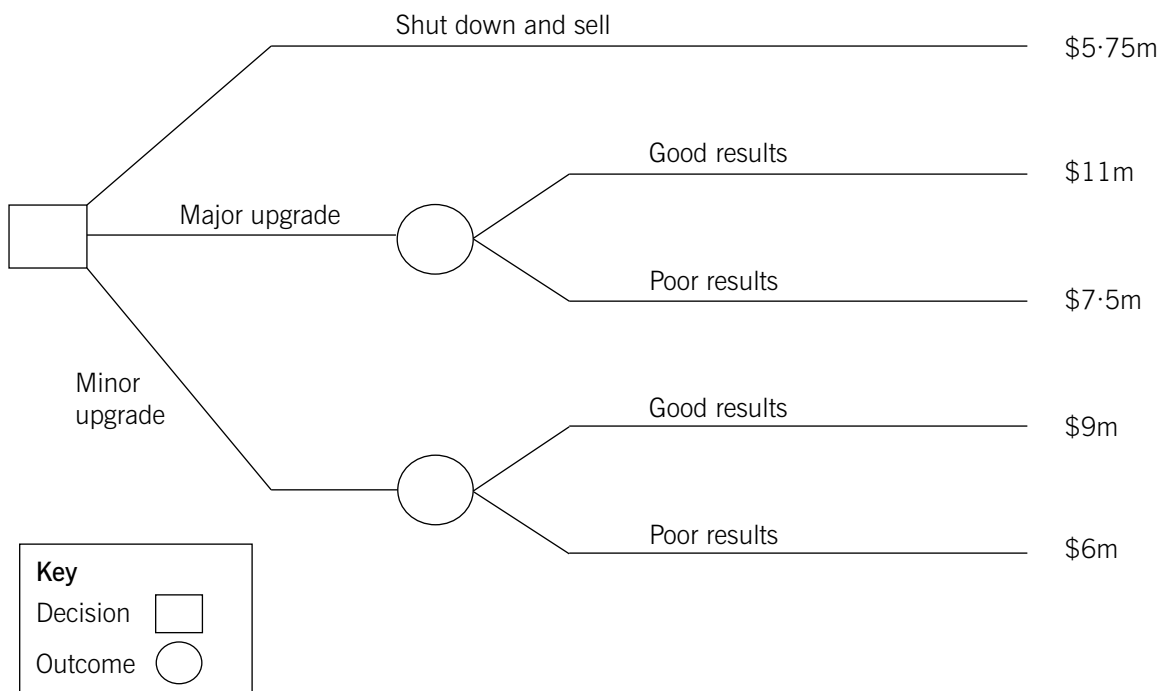 Shut down and sell
$5·75m
Good results
$11m
Major upgrade
Poor results
$7·5m
Minor
upgrade
Good results
$9m
Poor results
$6m
Key
Decision
Outcome